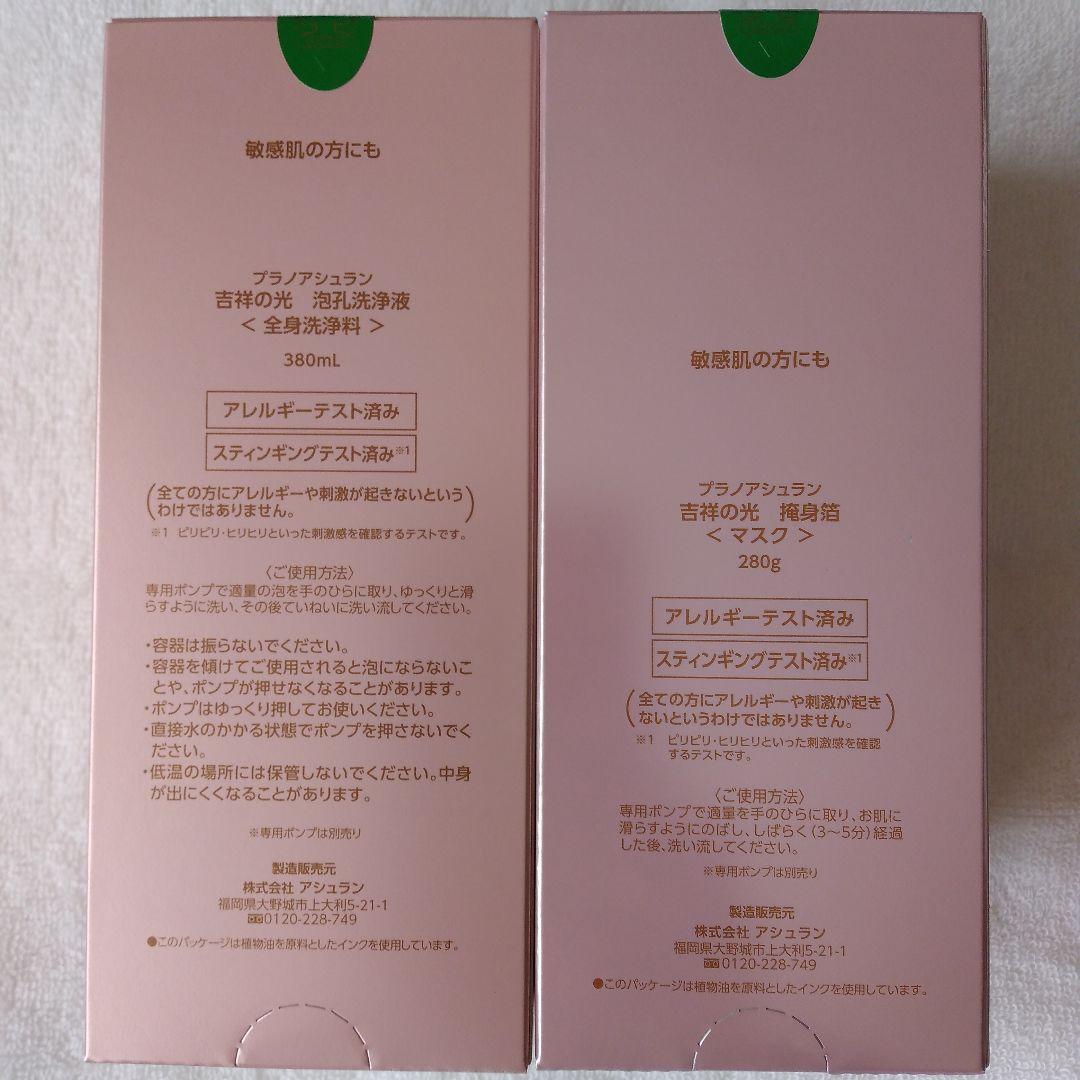 敏感肌の方にも
プラノアシュラン
吉祥の光　泡孔洗浄液
＜ 全身洗浄料 ＞
380mL
アレルギーテスト済み
スティンギングテスト済み※1
（全ての方にアレルギーや刺激が起きないという
わけではありません。）
※1　ピリピリ・ヒリヒリといった刺激感を確認するテストです。
〈ご使用方法〉
専用ポンプで適量の泡を手のひらに取り、ゆっくりと滑
らすように洗い、その後ていねいに洗い流してください。
・容器は振らないでください。
・容器を傾けてご使用されると泡にならないこ
とや、ポンプが押せなくなることがあります。
・ポンプはゆっくり押してお使いください。
・直接水のかかる状態でポンプを押さないでく
ださい。
・低温の場所には保管しないでください。中身
が出にくくなることがあります。
※専用ポンプは別売り
製造販売元
株式会社 アシュラン
福岡県大野城市上大利5-21-1
0120-228-749
●このパッケージは植物油を原料としたインクを使用しています。
敏感肌の方にも
プラノアシュラン
吉祥の光　掩身箔
＜ マスク ＞
280g
アレルギーテスト済み
スティンギングテスト済み※1
（全ての方にアレルギーや刺激が起き
ないというわけではありません。）
※1　ピリピリ・ヒリヒリといった刺激感を確認
するテストです。
〈ご使用方法〉
専用ポンプで適量を手のひらに取り、お肌に
滑らすようにのばし、しばらく（3〜5分）経過
した後、洗い流してください。
※専用ポンプは別売り
製造販売元
株式会社 アシュラン
福岡県大野城市上大利5-21-1
0120-228-749
●このパッケージは植物油を原料としたインクを使用しています。